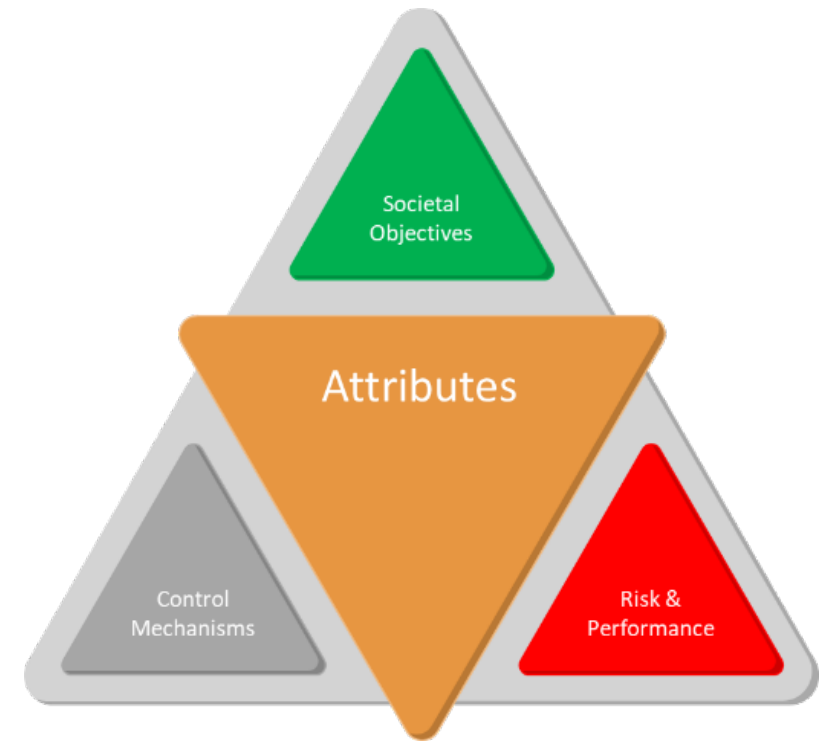 Societal
Objectives
Attributes
Control
Mechanisms
Risk &
Performance